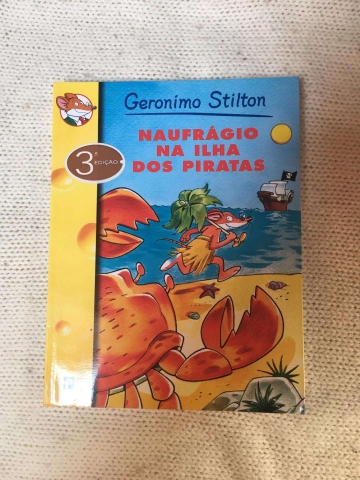 Geronimo Stilton
NAUFRÁGIO
NA ILHA
DOS PIRATAS
3ª
EDIÇÃO